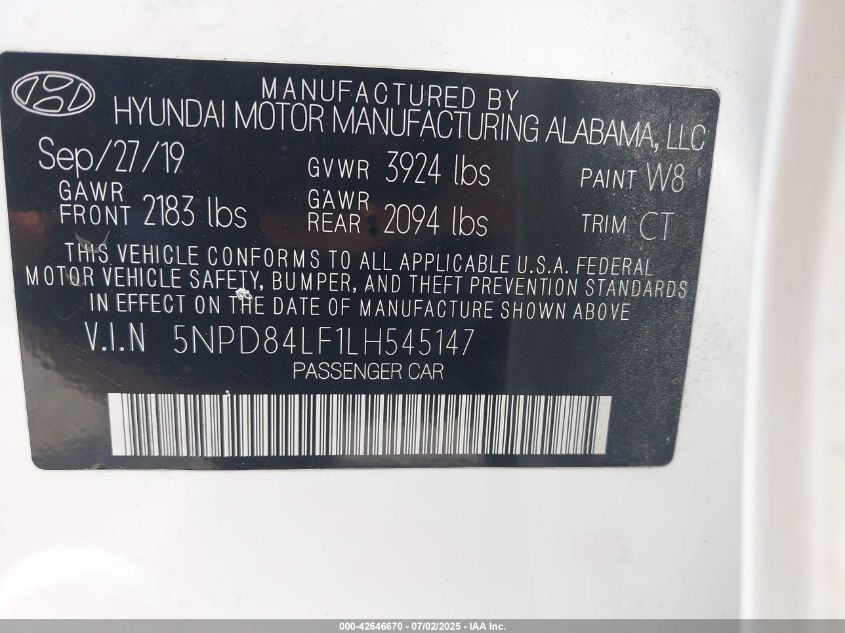 MANUFACTURED BY
HYUNDAI MOTOR MANUFACTURING ALABAMA, LLC
Sep/27/19 GVWR 3924 lbs PAINT W8
GAWR FRONT 2183 lbs GAWR REAR 2094 lbs TRIM CT
THIS VEHICLE CONFORMS TO ALL APPLICABLE U.S.A. FEDERAL
MOTOR VEHICLE SAFETY, BUMPER, AND THEFT PREVENTION STANDARDS
IN EFFECT ON THE DATE OF MANUFACTURE SHOWN ABOVE
V.I.N 5NPD84LF1LH545147
PASSENGER CAR
000-42646670 - 07/02/2025 - IAA Inc.